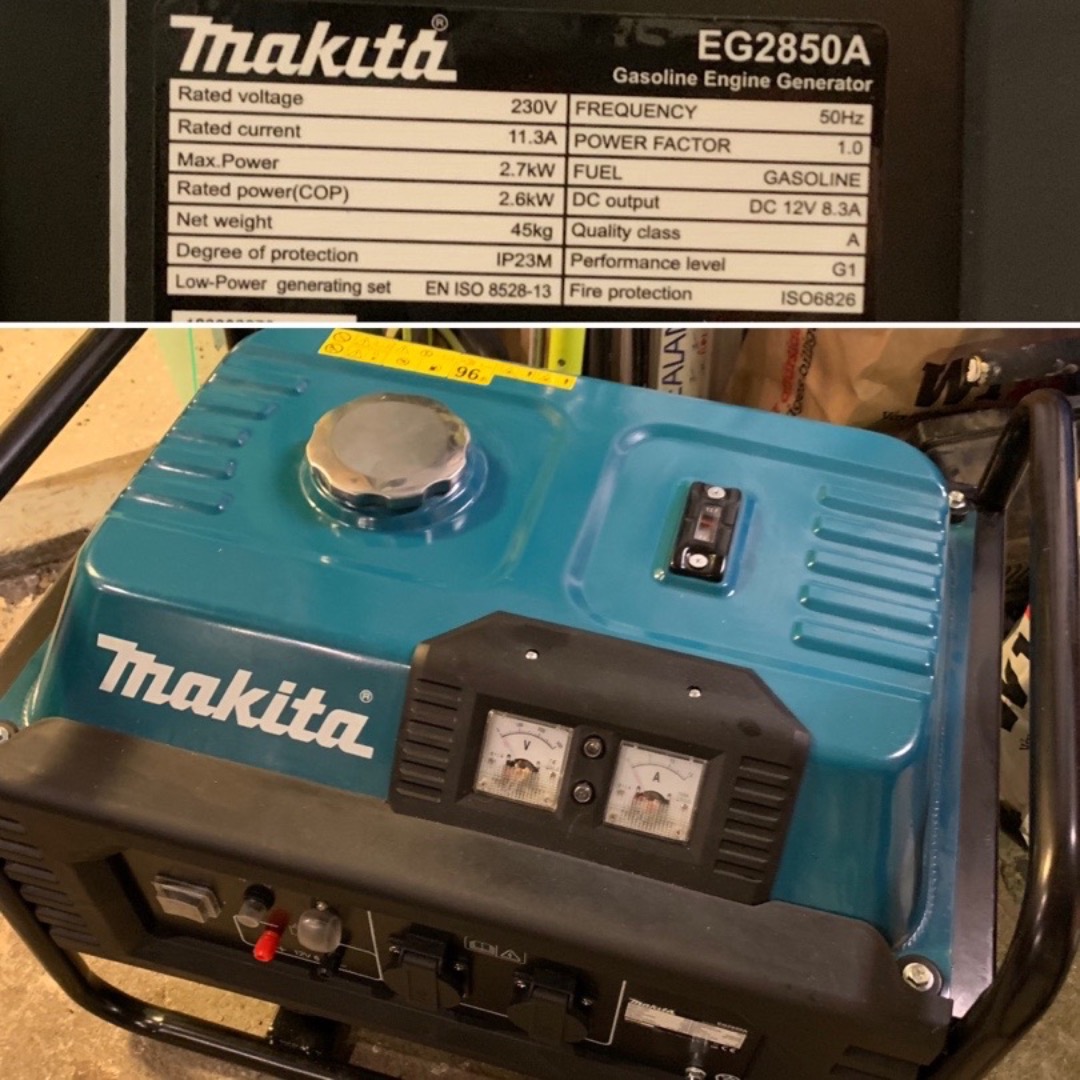 makita®
EG2850A
Gasoline Engine Generator
Rated voltage 230V
Rated current 11.3A
Max.Power 2.7kW
Rated power(COP) 2.6kW
Net weight 45kg
Degree of protection IP23M
Low-Power generating set EN ISO 8528-13
FREQUENCY 50Hz
POWER FACTOR 1.0
FUEL GASOLINE
DC output DC 12V 8.3A
Quality class A
Performance level G1
Fire protection ISO6826
96
makita®
V
A
12V
makita